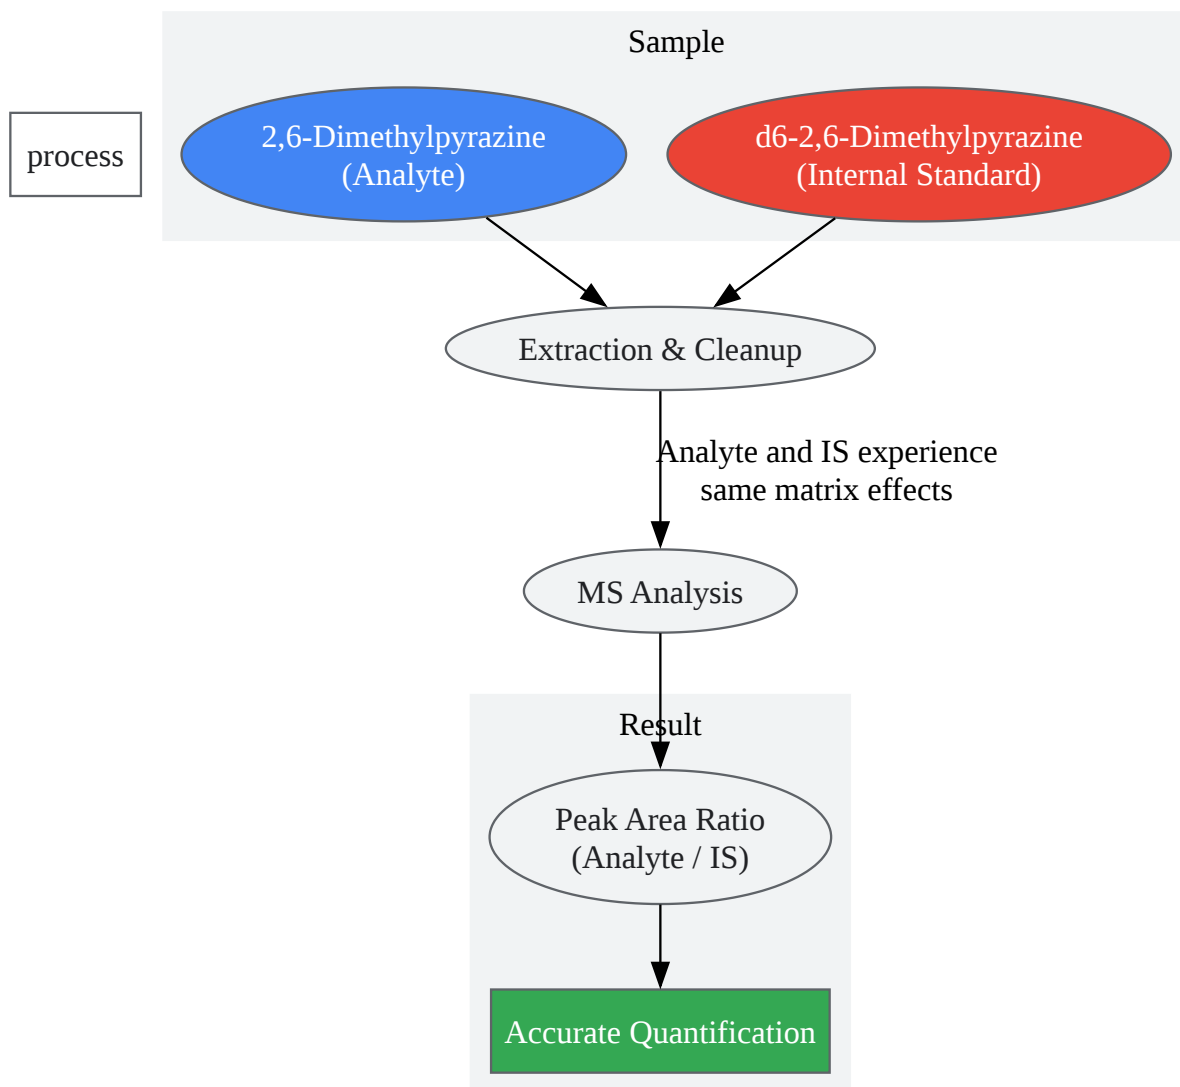 Sample
process
2,6-Dimethylpyrazine
(Analyte)
d6-2,6-Dimethylpyrazine
(Internal Standard)
Extraction & Cleanup
Analyte and IS experience
same matrix effects
MS Analysis
Result
Peak Area Ratio
(Analyte / IS)
Accurate Quantification